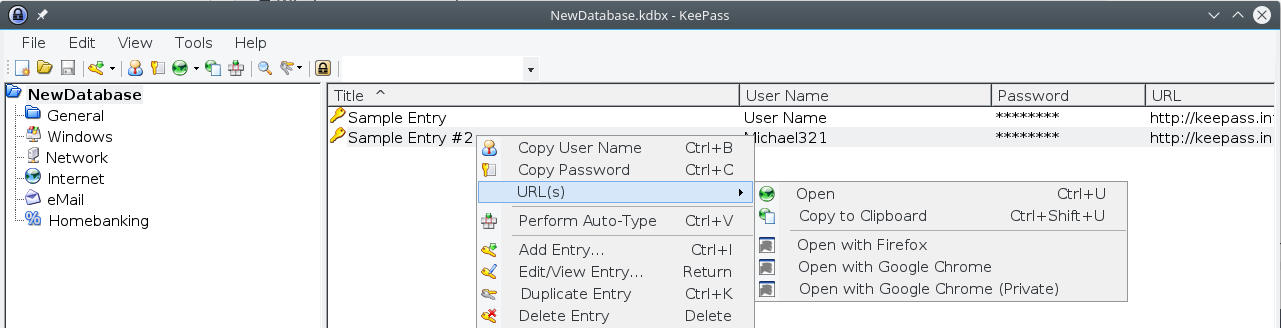 NewDatabase.kdbx - KeePass
File Edit View Tools Help
NewDatabase
General
Windows
Network
Internet
eMail
Homebanking
Title User Name Password URL
Sample Entry User Name ******** http://keepass.in
Sample Entry #2 Michael321 ******** http://keepass.in
Copy User Name Ctrl+B
Copy Password Ctrl+C
URL(s)
Perform Auto-Type Ctrl+V
Add Entry... Ctrl+I
Edit/View Entry... Return
Duplicate Entry Ctrl+K
Delete Entry Delete
Open Ctrl+U
Copy to Clipboard Ctrl+Shift+U
Open with Firefox
Open with Google Chrome
Open with Google Chrome (Private)